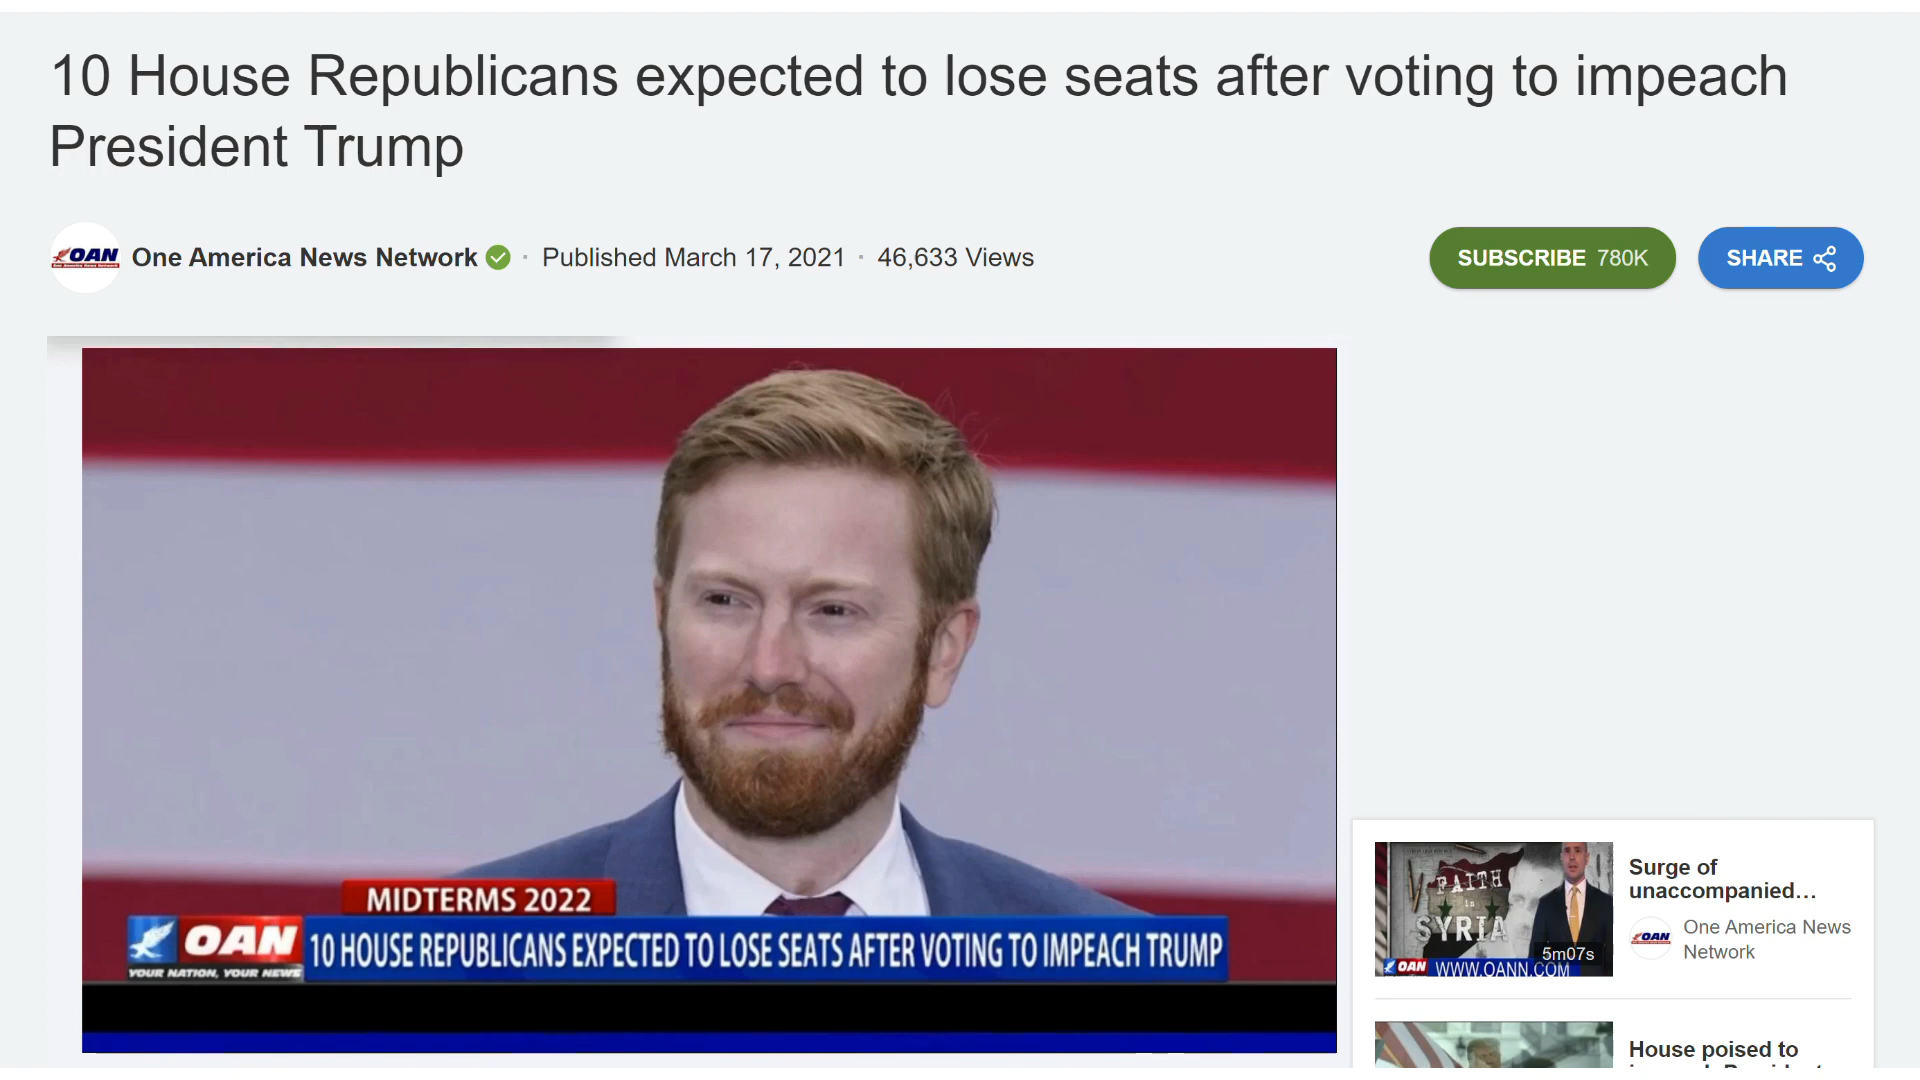 10 House Republicans expected to lose seats after voting to impeach
President Trump
OAN
One America News Network · Published March 17, 2021 · 46,633 Views
SUBSCRIBE 780K
SHARE
MIDTERMS 2022
OAN
YOUR NATION, YOUR NEWS
10 HOUSE REPUBLICANS EXPECTED TO LOSE SEATS AFTER VOTING TO IMPEACH TRUMP
FAITH
in
SYRIA
5m07s
OAN WWW.OANN.COM
Surge of
unaccompanied...
OAN
One America News
Network
House poised to